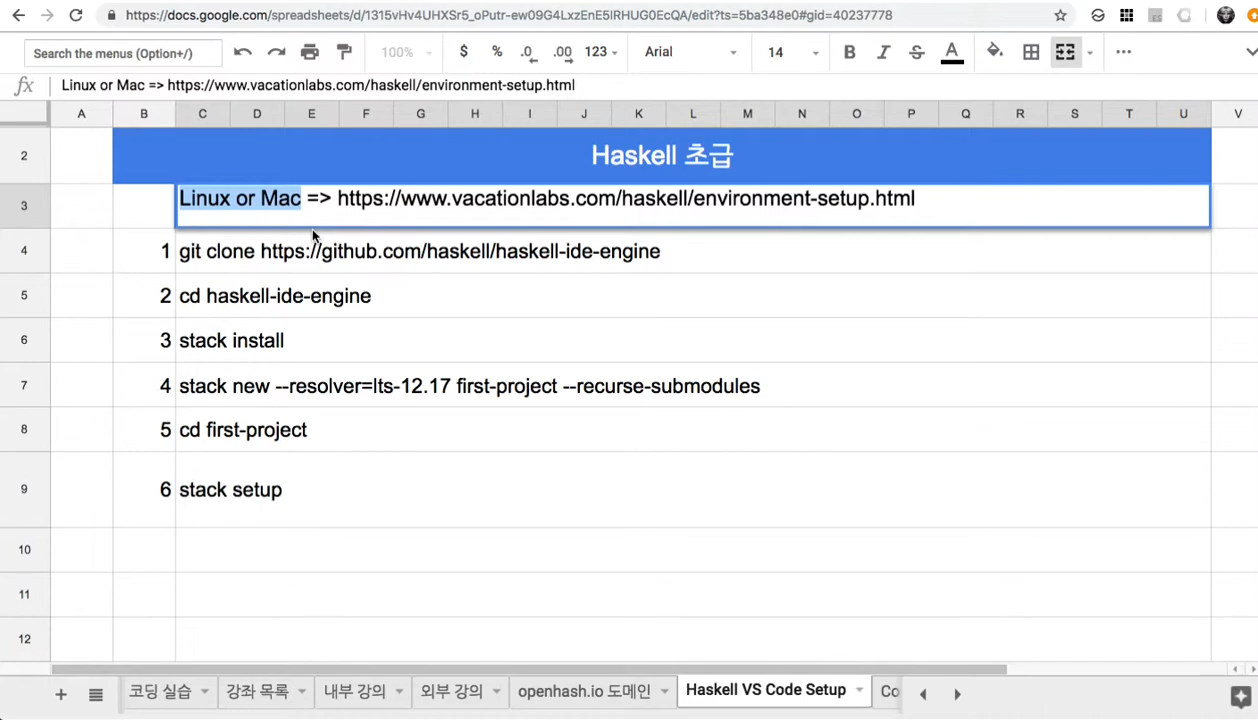 https://docs.google.com/spreadsheets/d/1315vHv4UHXSr5_oPutr-ew09G4LxzEnE5IRHUG0EcQA/edit?ts=5ba348e0#gid=40237778
Search the menus (Option+/)
100%
$ % .0 .00 123
Arial
14
B I S A
fx Linux or Mac => https://www.vacationlabs.com/haskell/environment-setup.html
A B C D E F G H I J K L M N O P Q R S T U V
2 Haskell 초급
3 Linux or Mac => https://www.vacationlabs.com/haskell/environment-setup.html
4 1 git clone https://github.com/haskell/haskell-ide-engine
5 2 cd haskell-ide-engine
6 3 stack install
7 4 stack new --resolver=lts-12.17 first-project --recurse-submodules
8 5 cd first-project
9 6 stack setup
10
11
12
코딩 실습 강좌 목록 내부 강의 외부 강의 openhash.io 도메인 Haskell VS Code Setup Co